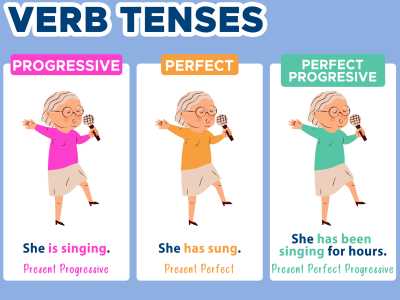 VERB TENSES
PROGRESSIVE
She is singing.
Present Progressive
PERFECT
She has sung.
Present Perfect
PERFECT
PROGRESIVE
She has been
singing for hours.
Present Perfect Progressive